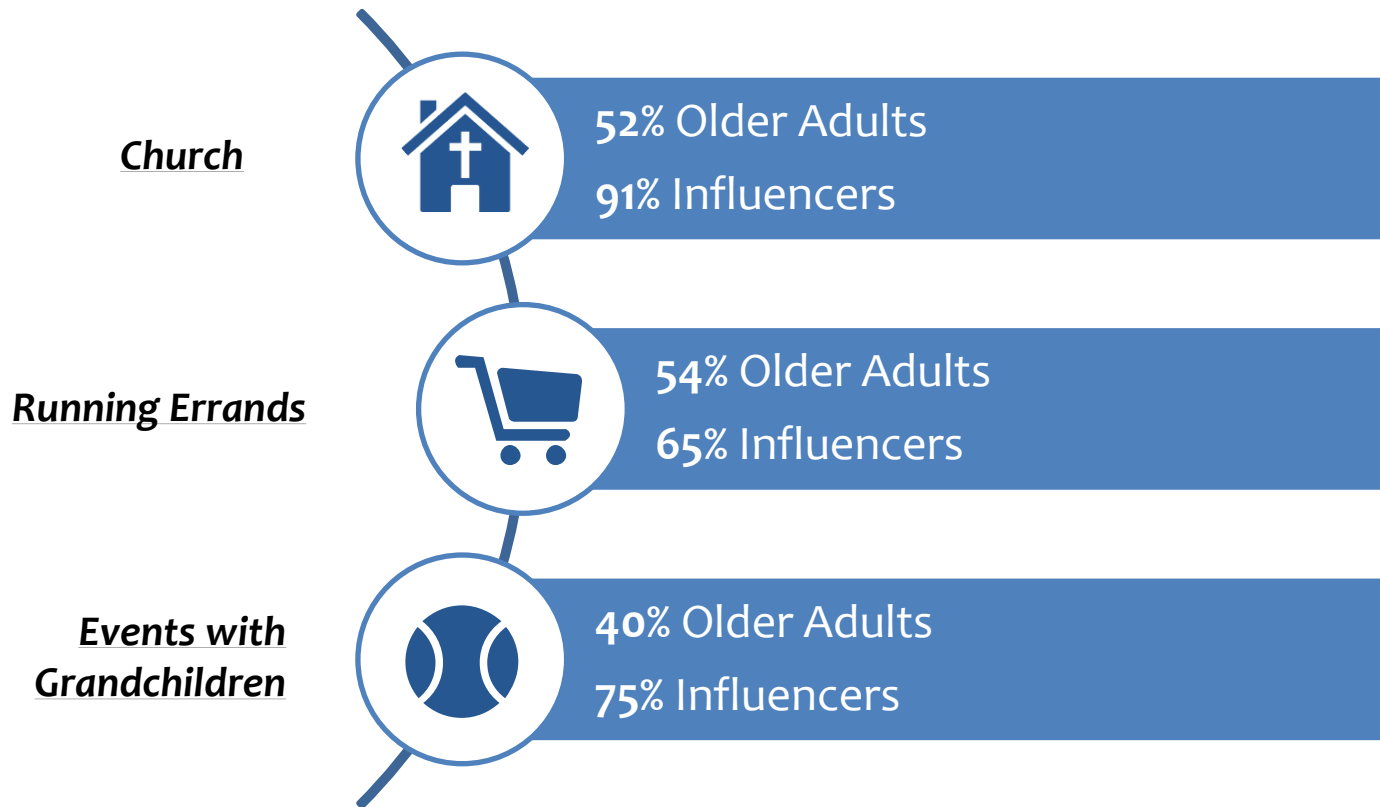 Church
52% Older Adults
91% Influencers
Running Errands
54% Older Adults
65% Influencers
Events with
Grandchildren
40% Older Adults
75% Influencers